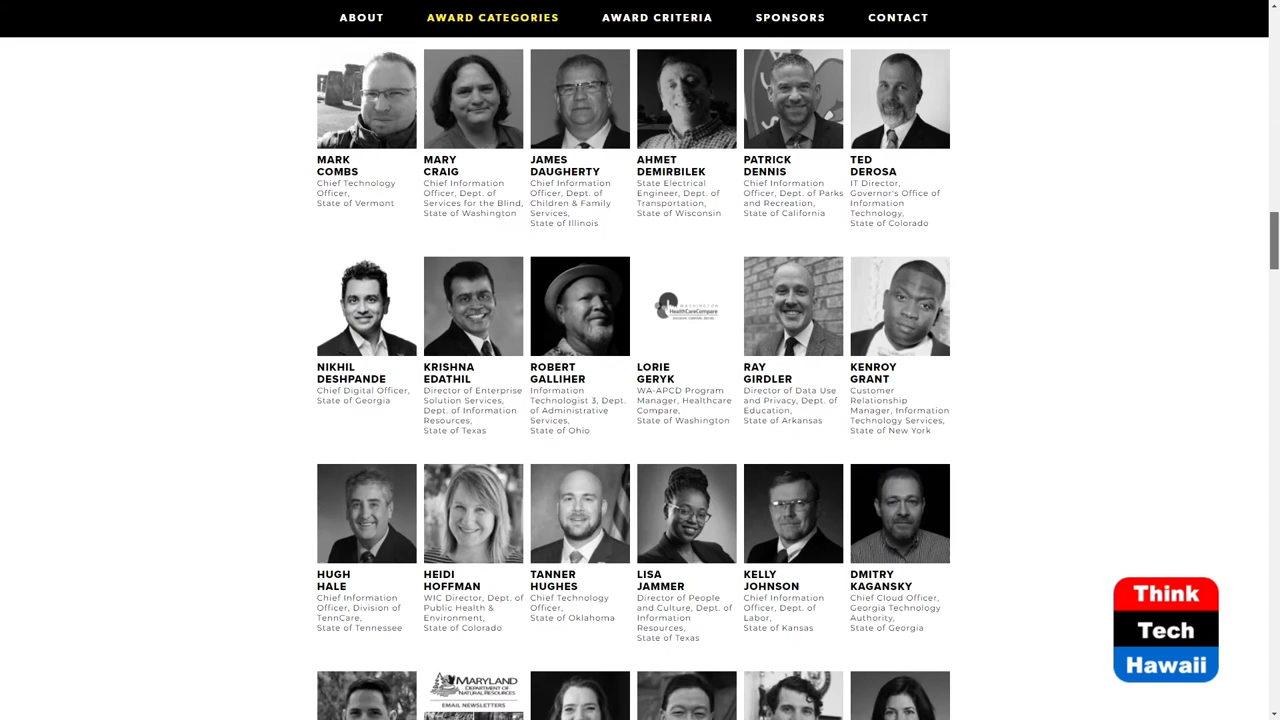 ABOUT
AWARD CATEGORIES
AWARD CRITERIA
SPONSORS
CONTACT
MARK
COMBS
Chief Technology
Officer,
State of Vermont
MARY
CRAIG
Chief Information
Officer, Dept. of
Services for the Blind,
State of Washington
JAMES
DAUGHERTY
Chief Information
Officer, Dept. of
Children & Family
Services,
State of Illinois
AHMET
DEMIRBILEK
State Electrical
Engineer, Dept. of
Transportation,
State of Wisconsin
PATRICK
DENNIS
Chief Information
Officer, Dept. of Parks
and Recreation,
State of California
TED
DEROSA
IT Director,
Governor's Office of
Information
Technology,
State of Colorado
WASHINGTON
HealthCareCompare
NIKHIL
DESHPANDE
Chief Digital Officer,
State of Georgia
KRISHNA
EDATHIL
Director of Enterprise
Solution Services,
Dept. of Information
Resources,
State of Texas
ROBERT
GALLIHER
Information
Technologist 3, Dept.
of Administrative
Services,
State of Ohio
LORIE
GERYK
WA-APCD Program
Manager, Healthcare
Compare,
State of Washington
RAY
GIRDLER
Director of Data Use
and Privacy, Dept. of
Education,
State of Arkansas
KENROY
GRANT
Customer
Relationship
Manager, Information
Technology Services,
State of New York
HUGH
HALE
Chief Information
Officer, Division of
TennCare,
State of Tennessee
HEIDI
HOFFMAN
WIC Director, Dept. of
Public Health &
Environment,
State of Colorado
TANNER
HUGHES
Chief Technology
Officer,
State of Oklahoma
LISA
JAMMER
Director of People
and Culture, Dept. of
Information
Resources,
State of Texas
KELLY
JOHNSON
Chief Information
Officer, Dept. of
Labor,
State of Kansas
DMITRY
KAGANSKY
Chief Cloud Officer,
Georgia Technology
Authority,
State of Georgia
MARYLAND
DEPARTMENT OF
NATURAL RESOURCES
EMAIL NEWSLETTERS
Think
Tech
Hawaii